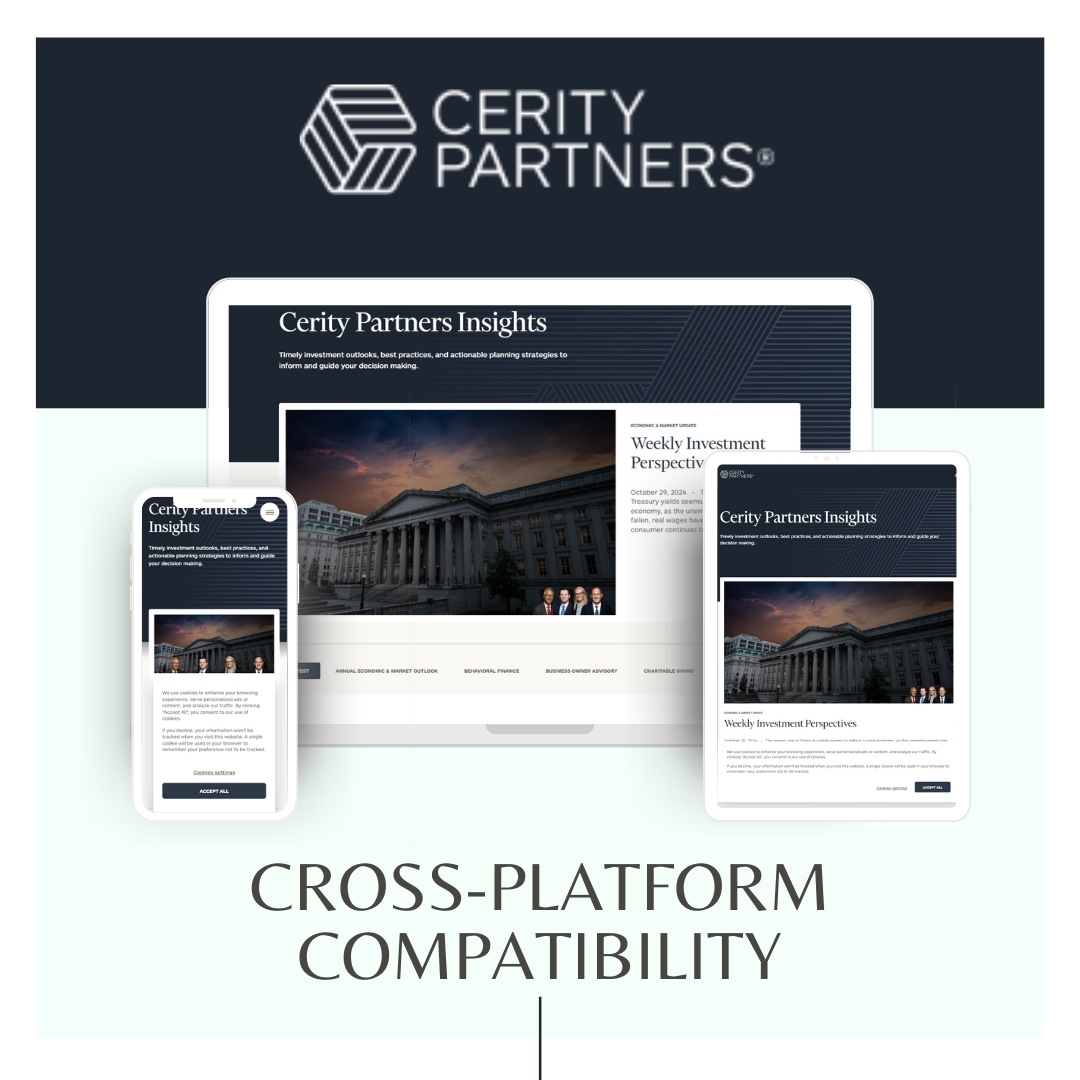 CERITY
PARTNERS®
Cerity Partners Insights
Timely investment outlooks, best practices, and actionable planning strategies to
inform and guide your decision making.
ECONOMIC & MARKET UPDATE
Weekly Investment
Perspectiv
October 29, 2024 - T
Treasury yields seems
economy, as the unem
fallen, real wages have
consumer continues t
EST
ANNUAL ECONOMIC & MARKET OUTLOOK
BEHAVIORAL FINANCE
BUSINESS OWNER ADVISORY
CHARITABLE GIVING
Cerity Partners
Insights
Timely investment outlooks, best practices, and
actionable planning strategies to inform and guide
your decision making.
We use cookies to enhance your browsing
experience, serve personalized ads or
content, and analyze our traffic. By clicking
"Accept All", you consent to our use of
cookies.
If you decline, your information won't be
tracked when you visit this website. A single
cookie will be used in your browser to
remember your preference not to be tracked.
Cookies settings
ACCEPT ALL
CERITY
PARTNERS
Cerity Partners Insights
Timely investment outlooks, best practices, and actionable planning strategies to inform and guide your
decision making.
ECONOMIC & MARKET UPDATE
Weekly Investment Perspectives
We use cookies to enhance your browsing experience, serve personalized ads or content, and analyze our traffic. By
clicking "Accept All", you consent to our use of cookies.
If you decline, your information won't be tracked when you visit this website. A single cookie will be used in your browser to
remember your preference not to be tracked.
Cookies settings
ACCEPT ALL
CROSS-PLATFORM
COMPATIBILITY